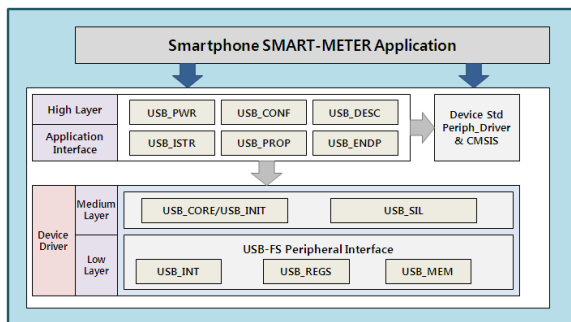 Smartphone SMART-METER Application
High Layer
USB_PWR
USB_CONF
USB_DESC
Application
Interface
USB_ISTR
USB_PROP
USB_ENDP
Device Std
Periph_Driver
& CMSIS
Device
Driver
Medium
Layer
USB_CORE/USB_INIT
USB_SIL
Low
Layer
USB-FS Peripheral Interface
USB_INT
USB_REGS
USB_MEM